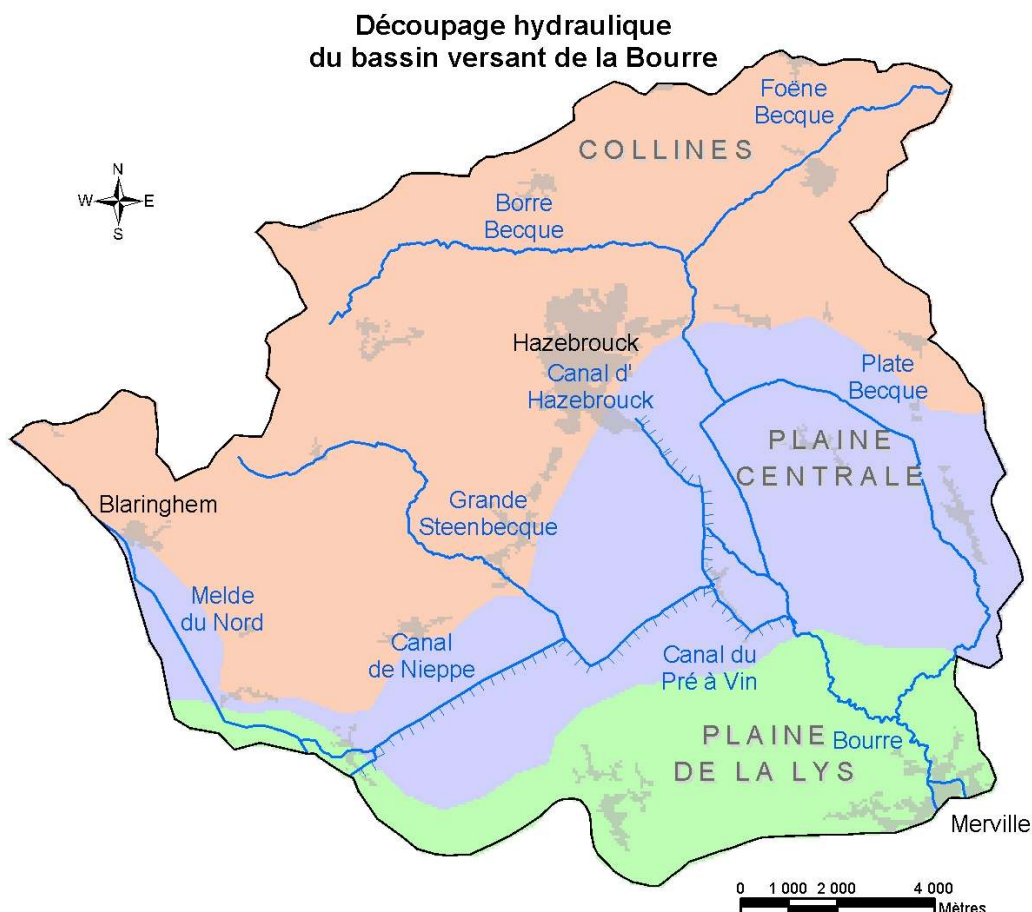 Découpage hydraulique
du bassin versant de la Bourre
Foëne
Becque
COLLINES
N
W
E
S
Borre
Becque
Hazebrouck
Canal d'
Hazebrouck
Plate
Becque
PLAINE
CENTRALE
Blaringhem
Grande
Steenbecque
Melde
du Nord
Canal
de Nieppe
Canal du
Pré à Vin
PLAINE
DE LA LYS
Bourre
Merville
0 1 000 2 000 4 000
Mètres